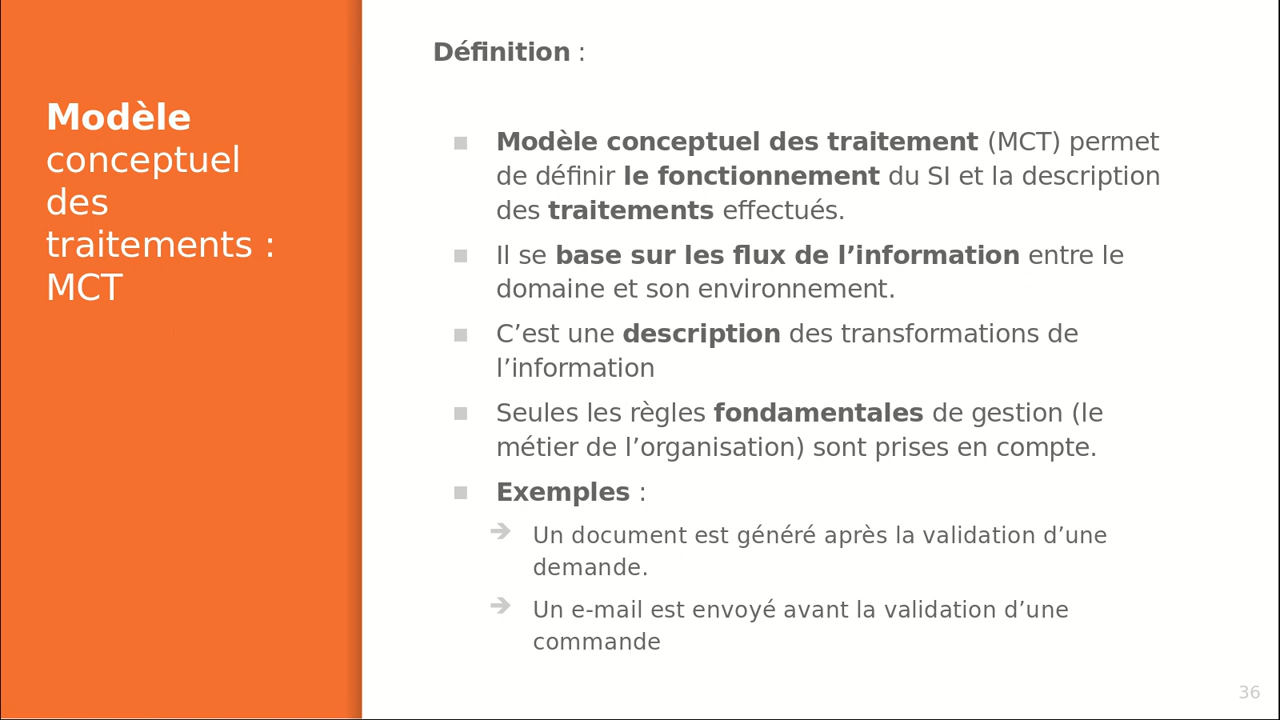 Modèle
conceptuel
des
traitements :
MCT
Définition :
Modèle conceptuel des traitement (MCT) permet
de définir le fonctionnement du SI et la description
des traitements effectués.
Il se base sur les flux de l’information entre le
domaine et son environnement.
C’est une description des transformations de
l’information
Seules les règles fondamentales de gestion (le
métier de l’organisation) sont prises en compte.
Exemples :
Un document est généré après la validation d’une
demande.
Un e-mail est envoyé avant la validation d’une
commande
36